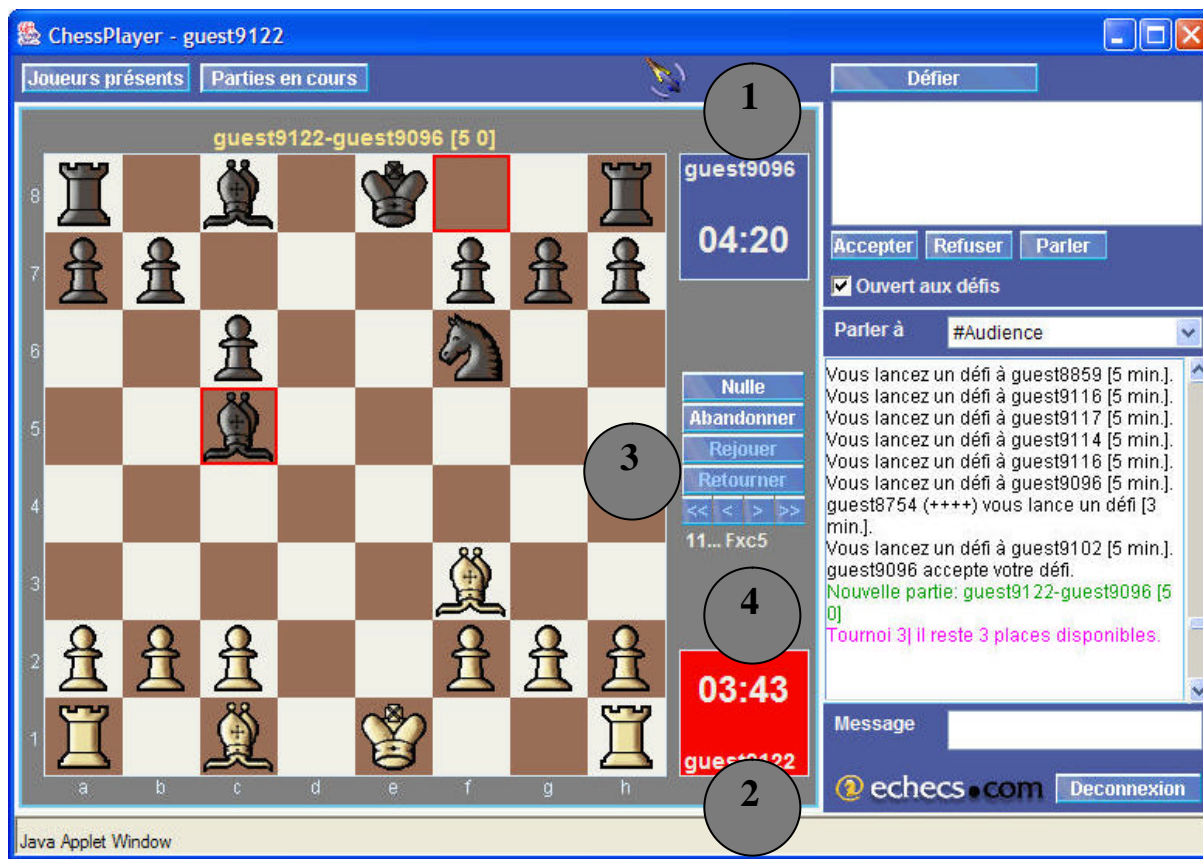 ChessPlayer - guest9122
Joueurs présents
Parties en cours
1
Défier
guest9122-guest9096 [5 0]
guest9096
04:20
8
7
6
5
4
3
2
1
a b c d e f g h
Nulle
Abandonner
3
Rejouer
Retourner
<< < > >>
11... Fxc5
4
03:43
guest9122
2
Accepter
Refuser
Parler
Ouvert aux défis
Parler à
#Audience
Vous lancez un défi à guest8859 [5 min.].
Vous lancez un défi à guest9116 [5 min.].
Vous lancez un défi à guest9117 [5 min.].
Vous lancez un défi à guest9114 [5 min.].
Vous lancez un défi à guest9116 [5 min.].
Vous lancez un défi à guest9096 [5 min.].
guest8754 (++++) vous lance un défi [3
min.].
Vous lancez un défi à guest9102 [5 min.].
guest9096 accepte votre défi.
Nouvelle partie: guest9122-guest9096 [5
0]
Tournoi 3| il reste 3 places disponibles.
Message
echecs.com
Deconnexion
Java Applet Window